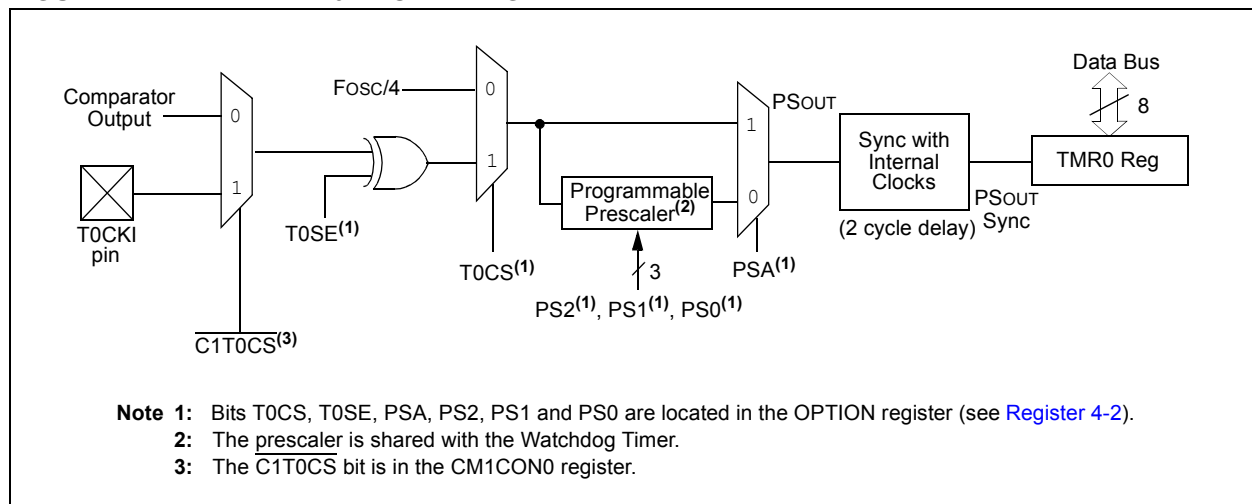 Data Bus
8
Comparator
Output
0
1
T0CKI
pin
C1T0CS(3)
T0SE(1)
FOSC/4
0
1
T0CS(1)
Programmable
Prescaler(2)
3
PS2(1), PS1(1), PS0(1)
1
0
PSOUT
PSA(1)
Sync with
Internal
Clocks
(2 cycle delay)
PSOUT
Sync
TMR0 Reg
Note 1: Bits T0CS, T0SE, PSA, PS2, PS1 and PS0 are located in the OPTION register (see Register 4-2).
2: The prescaler is shared with the Watchdog Timer.
3: The C1T0CS bit is in the CM1CON0 register.